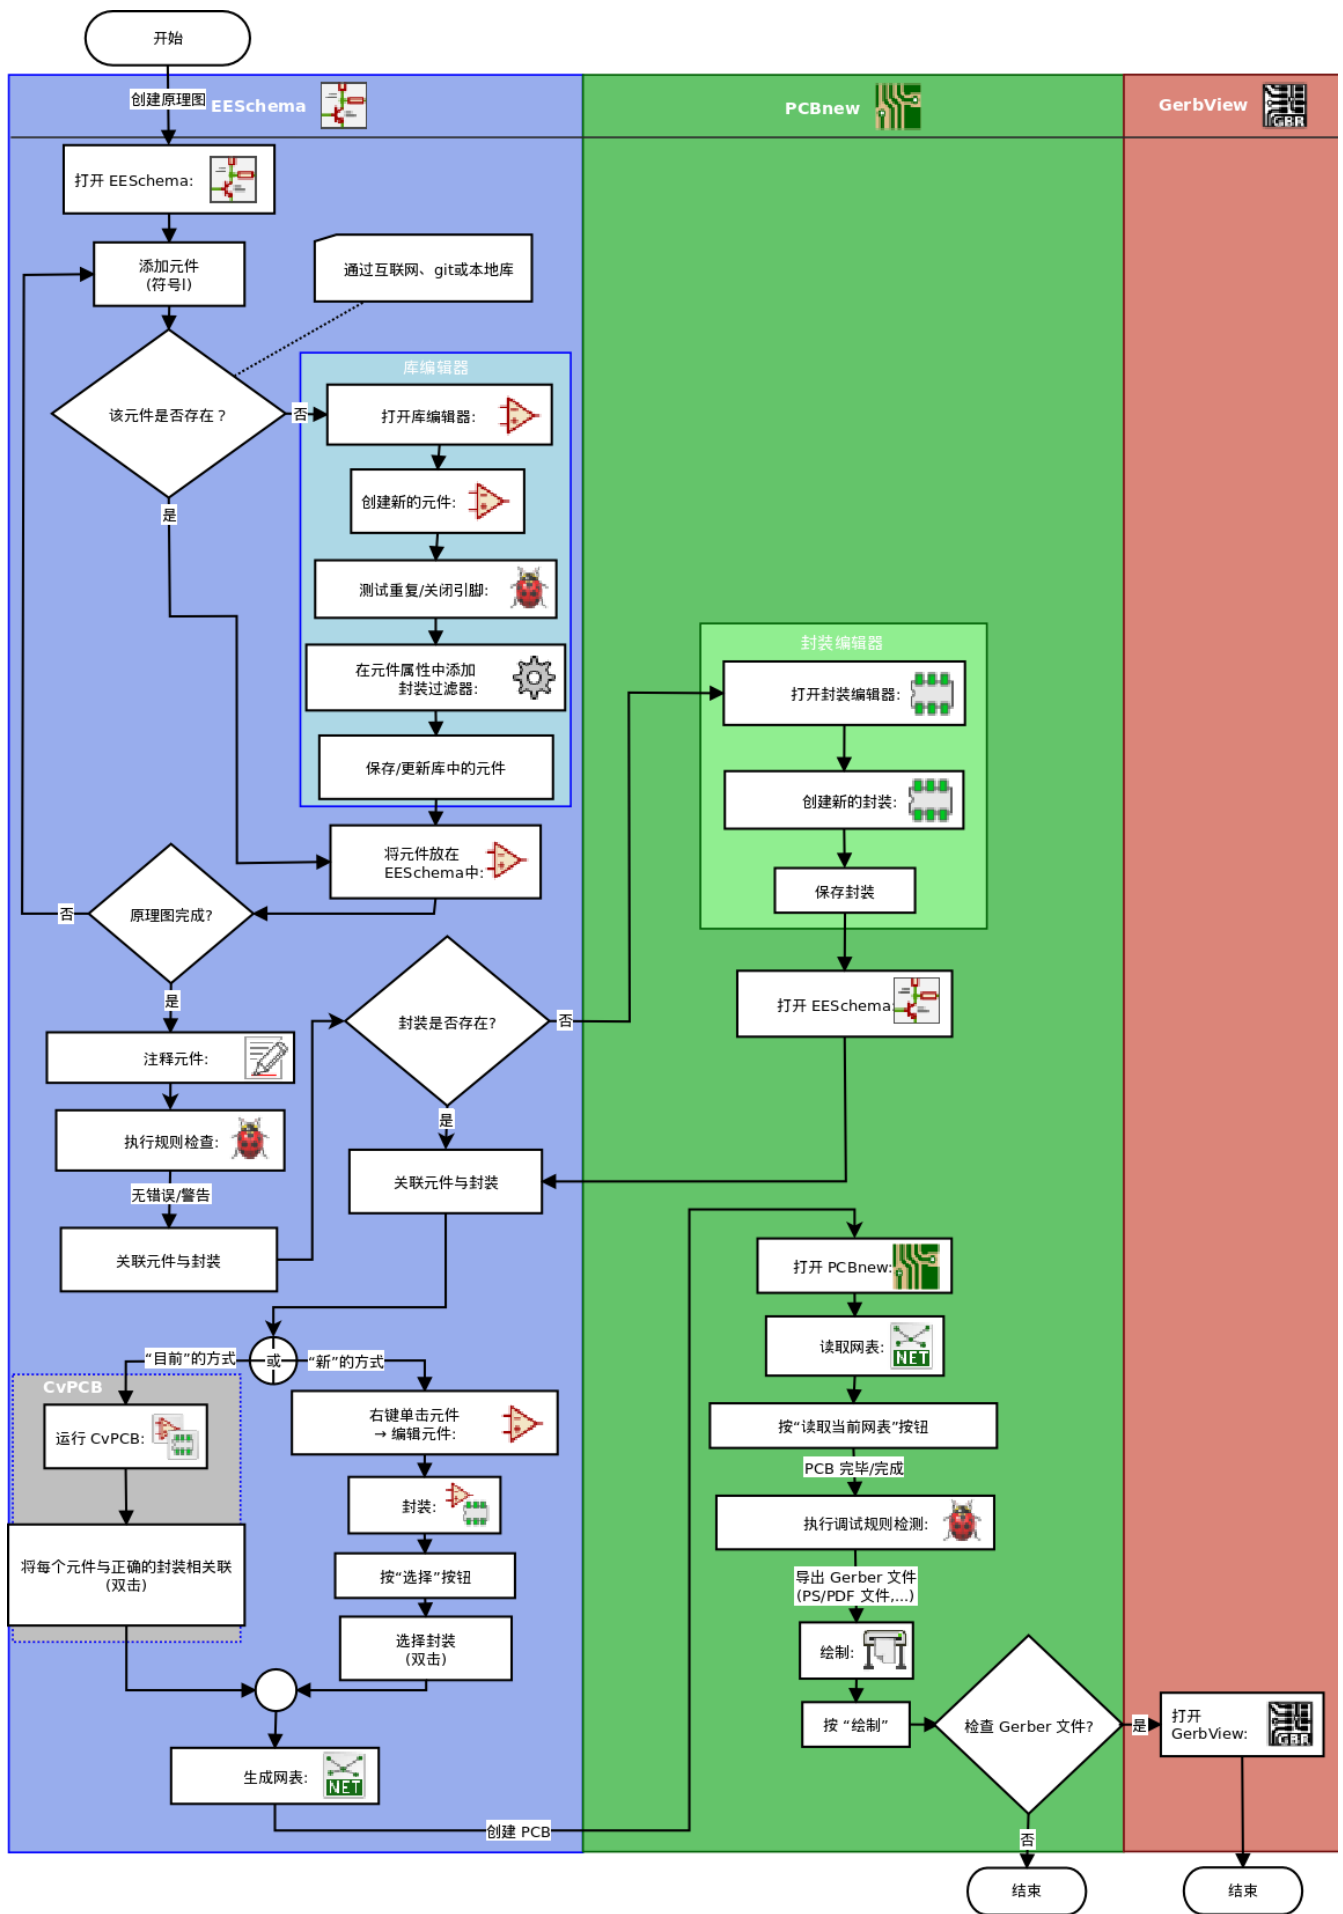 开始
创建原理图
EESchema
PCBnew
GerbView
GBR
打开 EESchema:
添加元件
(符号l)
通过互联网、git或本地库
该元件是否存在？
否
是
库编辑器
打开库编辑器:
创建新的元件:
测试重复/关闭引脚:
在元件属性中添加
封装过滤器:
保存/更新库中的元件
将元件放在
EESchema中:
原理图完成?
否
是
注释元件:
执行规则检查:
无错误/警告
关联元件与封装
封装是否存在?
否
是
关联元件与封装
封装编辑器
打开封装编辑器:
创建新的封装:
保存封装
打开 EESchema:
或
“目前”的方式
“新”的方式
CvPCB
运行 CvPCB:
将每个元件与正确的封装相关联
(双击)
右键单击元件
→ 编辑元件:
封装:
按“选择”按钮
选择封装
(双击)
生成网表:
NET
创建 PCB
打开 PCBnew:
读取网表:
NET
按“读取当前网表”按钮
PCB 完毕/完成
执行调试规则检测:
导出 Gerber 文件
(PS/PDF 文件,...)
绘制:
按 “绘制”
检查 Gerber 文件?
是
否
打开
GerbView:
GBR
结束
结束